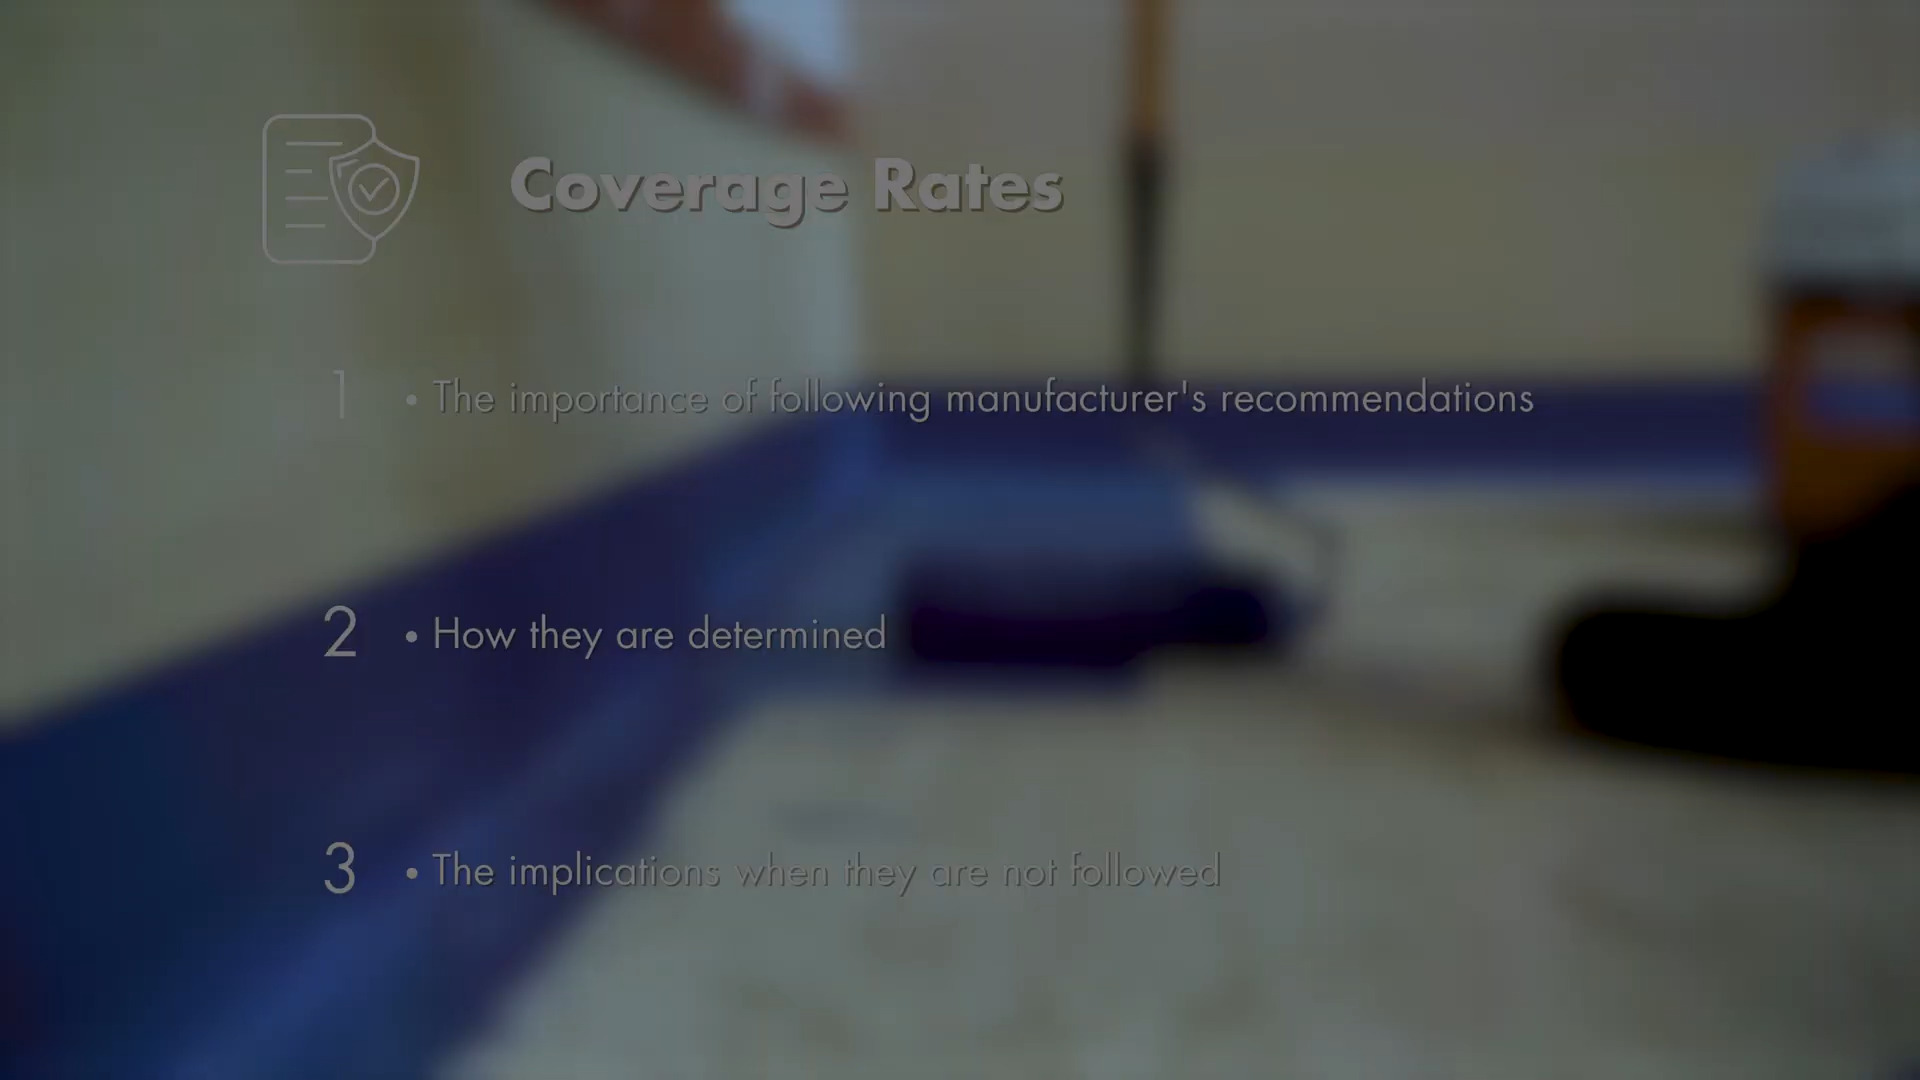 Coverage Rates
1 • The importance of following manufacturer's recommendations
2 • How they are determined
3 • The implications when they are not followed